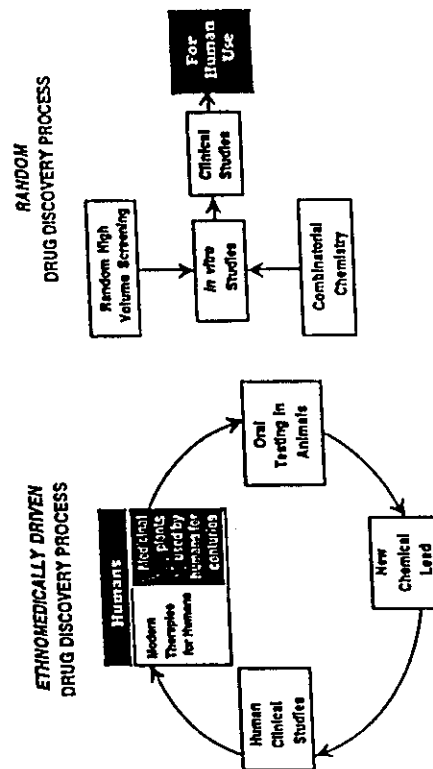 ETHNOMEDICALLY DRIVEN
DRUG DISCOVERY PROCESS
Humans
Modern
Therapies
for Humans
Medicinal
plants
used by
humans for
centuries
Oral
Testing in
Animals
New
Chemical
Lead
Human
Clinical
Studies
RANDOM
DRUG DISCOVERY PROCESS
Random High
Volume Screening
In vitro
Studies
Combinatorial
Chemistry
Clinical
Studies
For
Human
Use